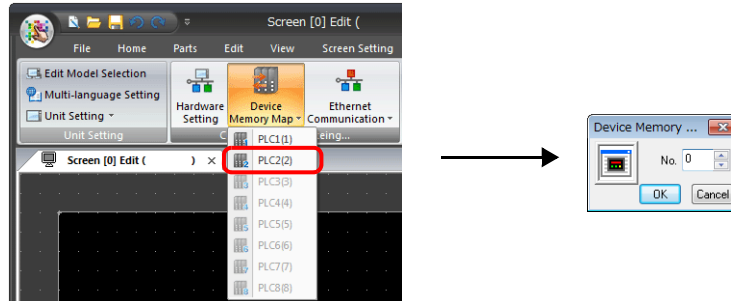 Screen [0] Edit (
File Home Parts Edit View Screen Setting
Edit Model Selection
Multi-language Setting
Unit Setting
Unit Setting
Hardware Setting
Device Memory Map
Ethernet Communication
C
eing...
Screen [0] Edit ( ) ×
PLC1(1)
PLC2(2)
PLC3(3)
PLC4(4)
PLC5(5)
PLC6(6)
PLC7(7)
PLC8(8)
Device Memory ...
No. 0
OK Cancel